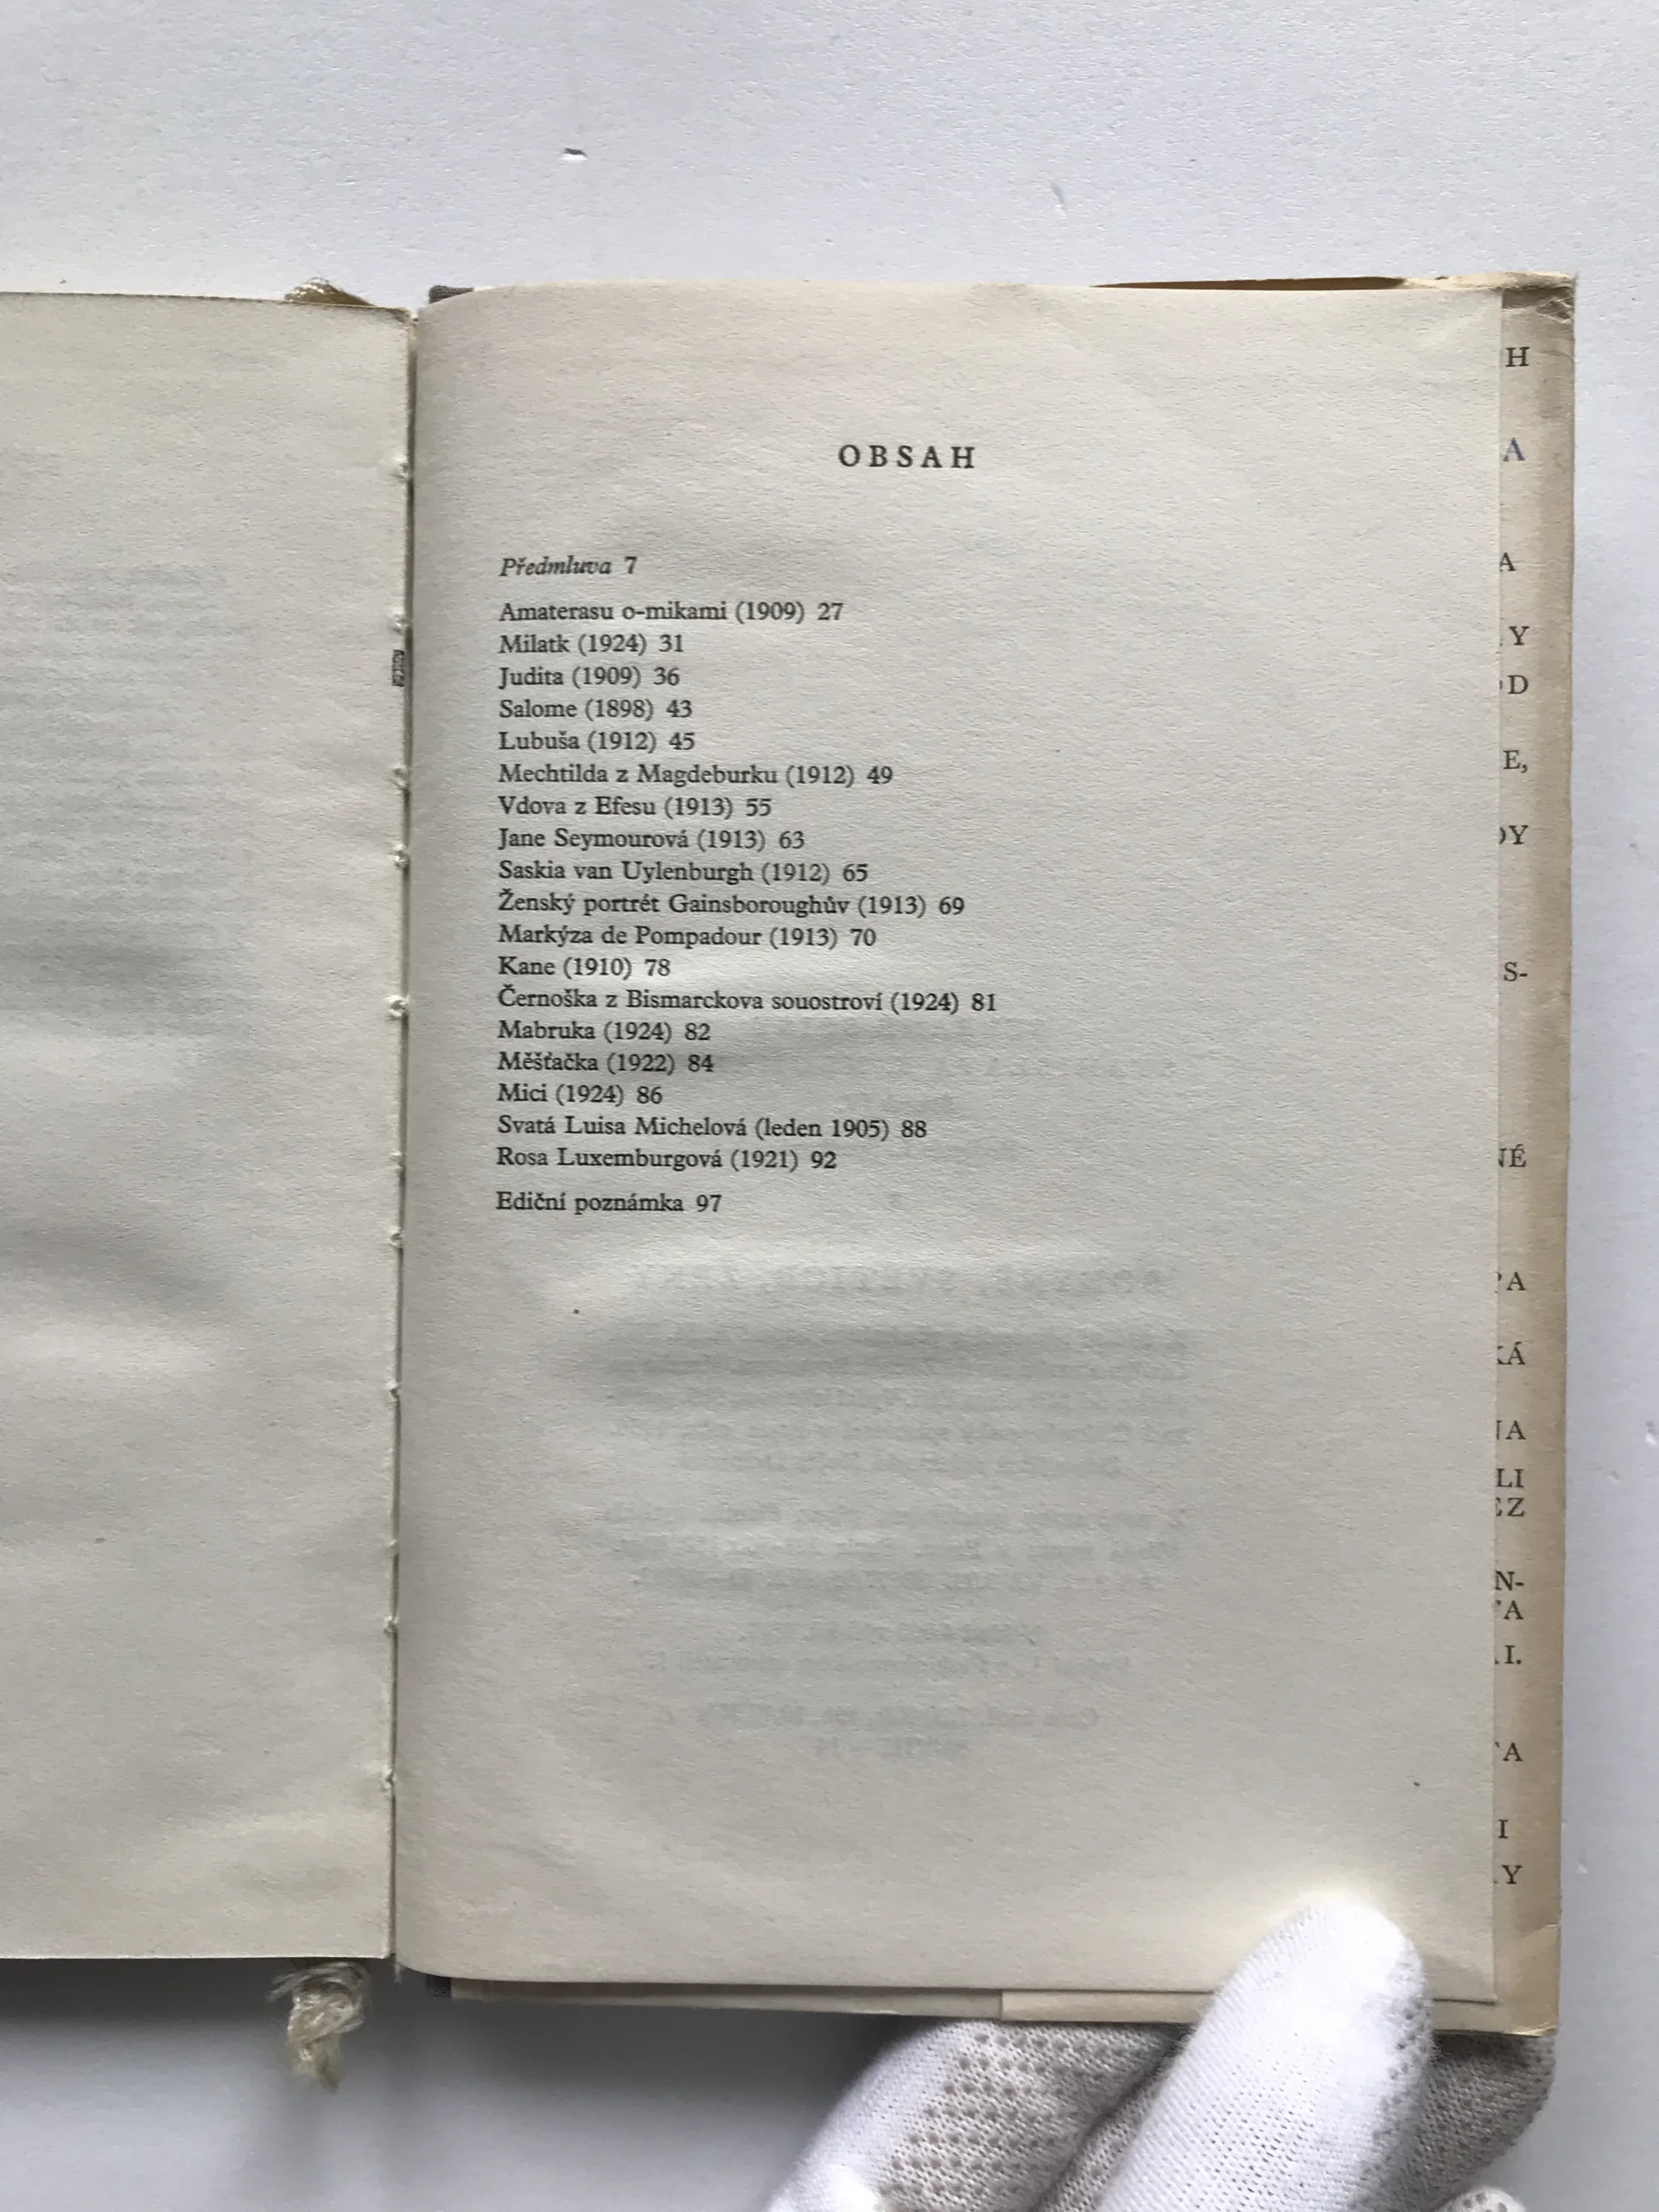 OBSAH
Předmluva 7
Amaterasu o-mikami (1909) 27
Milatk (1924) 31
Judita (1909) 36
Salome (1898) 43
Lubuša (1912) 45
Mechtilda z Magdeburku (1912) 49
Vdova z Efesu (1913) 55
Jane Seymourová (1913) 63
Saskia van Uylenburgh (1912) 65
Ženský portrét Gainsboroughův (1913) 69
Markýza de Pompadour (1913) 70
Kane (1910) 78
Černoška z Bismarckova souostroví (1924) 81
Mabruka (1924) 82
Měšťačka (1922) 84
Mici (1924) 86
Svatá Luisa Michelová (leden 1905) 88
Rosa Luxemburgová (1921) 92
Ediční poznámka 97
H
A
A
Y
D
E,
Y
S-
NÉ
A
Á
A
LI
EZ
N-
A
I.
A
I
Y